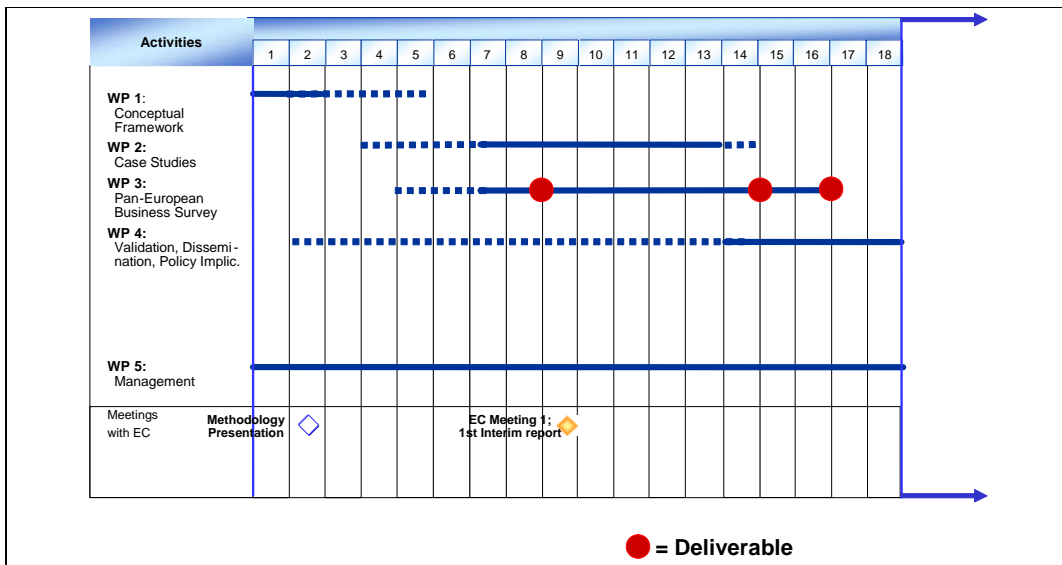 Activities
1 2 3 4 5 6 7 8 9 10 11 12 13 14 15 16 17 18
WP 1:
Conceptual
Framework
WP 2:
Case Studies
WP 3:
Pan-European
Business Survey
WP 4:
Validation, Dissemi-
nation, Policy Implic.
WP 5:
Management
Meetings
with EC
Methodology
Presentation
EC Meeting 1;
1st Interim report
= Deliverable